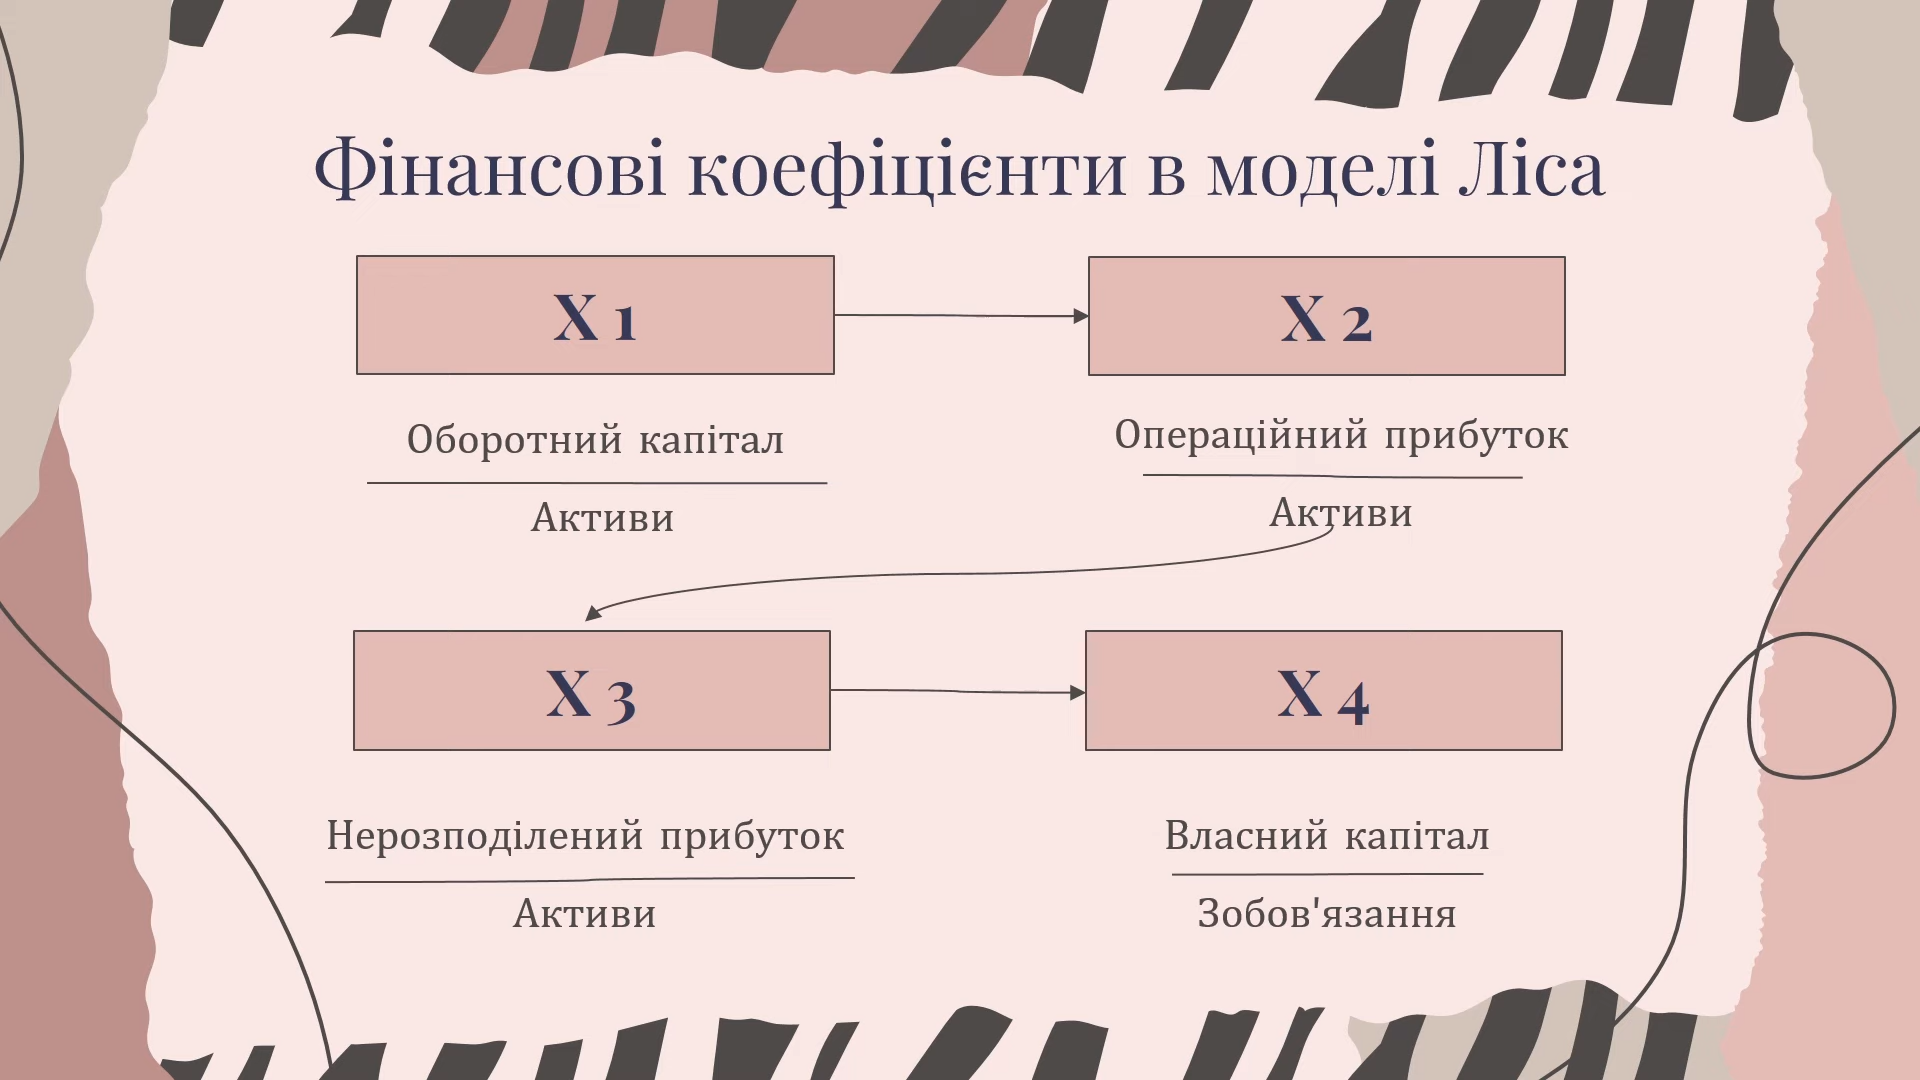 Фінансові коефіцієнти в моделі Ліса
X 1
X 2
Оборотний капітал
Активи
Операційний прибуток
Активи
X 3
X 4
Нерозподілений прибуток
Активи
Власний капітал
Зобов'язання